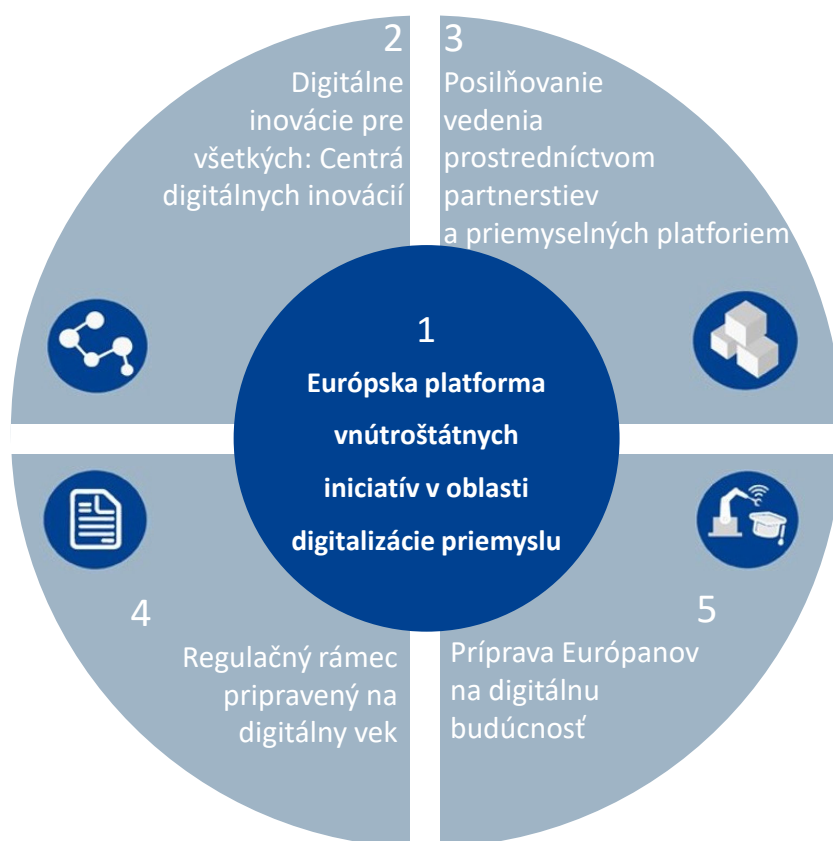 2
Digitálne
inovácie pre
všetkých: Centrá
digitálnych inovácií
3
Posilňovanie
vedenia
prostredníctvom
partnerstiev
a priemyselných platforiem
1
Európska platforma
vnútroštátnych
iniciatív v oblasti
digitalizácie priemyslu
4
Regulačný rámec
pripravený na
digitálny vek
5
Príprava Európanov
na digitálnu
budúcnosť